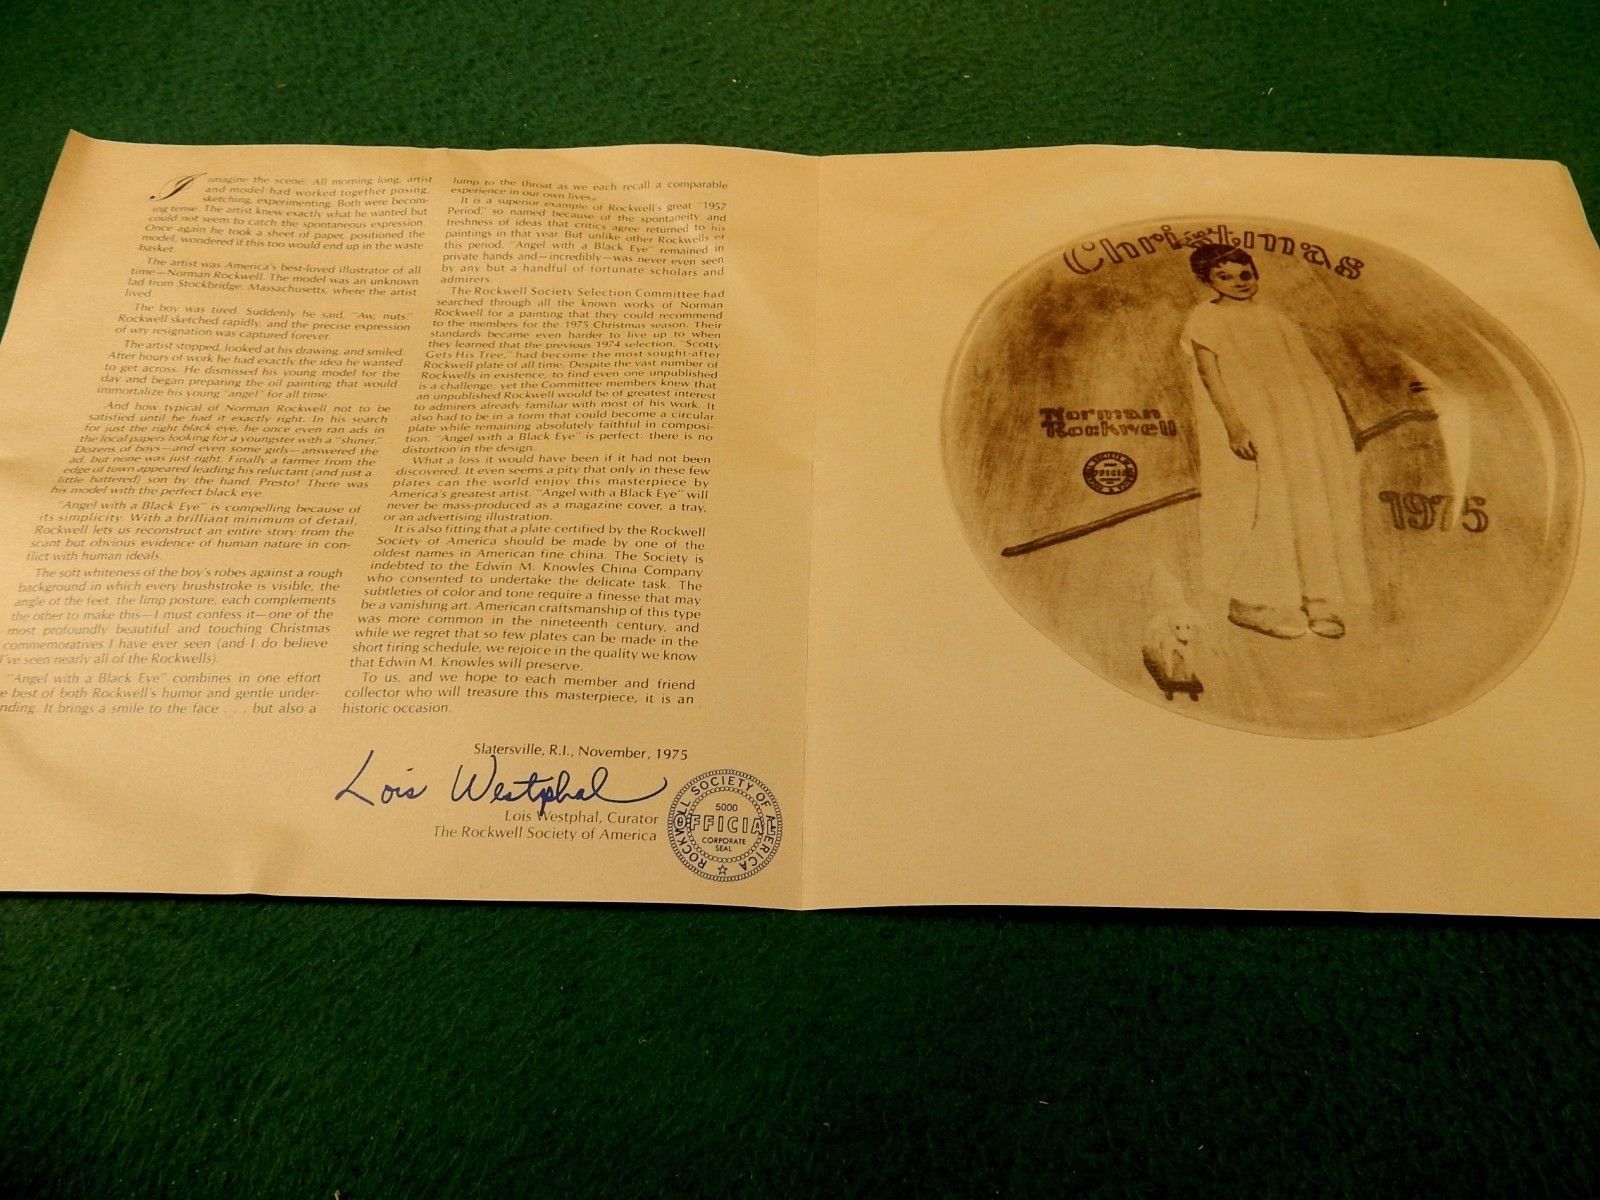 Imagine the scene: All morning long, artist
and model had worked together posing,
sketching, experimenting. Both were becom-
ing tense. The artist knew exactly what he wanted but
could not seem to catch the spontaneous expression.
Once again he took a sheet of paper, positioned the
model, wondered if this too would end up in the waste
basket.
The artist was America's best-loved illustrator of all
time—Norman Rockwell. The model was an unknown
lad from Stockbridge, Massachusetts, where the artist
lived.
The boy was tired. Suddenly he said, "Aw, nuts."
Rockwell sketched rapidly, and the precise expression
of wry resignation was captured forever.
The artist stopped, looked at his drawing, and smiled.
After hours of work he had exactly the idea he wanted
to get across. He dismissed his young model for the
day and began preparing the oil painting that would
immortalize his young "angel" for all time.
And how typical of Norman Rockwell not to be
satisfied until he had it exactly right. In his search
for just the right black eye, he once even ran ads in
the local papers looking for a youngster with a "shiner."
Dozens of boys—and even some girls—answered the
ad, but none was just right. Finally a farmer from the
edge of town appeared leading his reluctant (and just a
little battered) son by the hand. Presto! There was
his model with the perfect black eye.
"Angel with a Black Eye" is compelling because of
its simplicity. With a brilliant minimum of detail,
Rockwell lets us reconstruct an entire story from the
scant but obvious evidence of human nature in con-
flict with human ideals.
The soft whiteness of the boy's robes against a rough
background in which every brushstroke is visible, the
angle of the feet, the limp posture, each complements
the other to make this—I must confess it—one of the
most profoundly beautiful and touching Christmas
commemoratives I have ever seen (and I do believe
I've seen nearly all of the Rockwells).
"Angel with a Black Eye" combines in one effort
e best of both Rockwell's humor and gentle under-
nding. It brings a smile to the face . . . but also a
lump to the throat as we each recall a comparable
experience in our own lives.
It is a superior example of Rockwell's great "1957
Period," so named because of the spontaneity and
freshness of ideas that critics agree returned to his
paintings in that year. But unlike other Rockwells of
this period, "Angel with a Black Eye" remained in
private hands and—incredibly—was never even seen
by any but a handful of fortunate scholars and
admirers.
The Rockwell Society Selection Committee had
searched through all the known works of Norman
Rockwell for a painting that they could recommend
to the members for the 1975 Christmas season. Their
standards became even harder to live up to when
they learned that the previous 1974 selection, "Scotty
Gets His Tree," had become the most sought-after
Rockwell plate of all time. Despite the vast number of
Rockwells in existence, to find even one unpublished
is a challenge; yet the Committee members knew that
an unpublished Rockwell would be of greatest interest
to admirers already familiar with most of his work. It
also had to be in a form that could become a circular
plate while remaining absolutely faithful in composi-
tion. "Angel with a Black Eye" is perfect: there is no
distortion in the design.
What a loss it would have been if it had not been
discovered. It even seems a pity that only in these few
plates can the world enjoy this masterpiece by
America's greatest artist. "Angel with a Black Eye" will
never be mass-produced as a magazine cover, a tray,
or an advertising illustration.
It is also fitting that a plate certified by the Rockwell
Society of America should be made by one of the
oldest names in American fine china. The Society is
indebted to the Edwin M. Knowles China Company
who consented to undertake the delicate task. The
subtleties of color and tone require a finesse that may
be a vanishing art. American craftsmanship of this type
was more common in the nineteenth century, and
while we regret that so few plates can be made in the
short firing schedule, we rejoice in the quality we know
that Edwin M. Knowles will preserve.
To us, and we hope to each member and friend
collector who will treasure this masterpiece, it is an
historic occasion.
Slatersville, R.I., November, 1975
Lois Westphal
Lois Westphal, Curator
The Rockwell Society of America
ROCKWELL SOCIETY OF AMERICA
5000
OFFICIAL
CORPORATE
SEAL
Christmas
Norman
Rockwell
1975